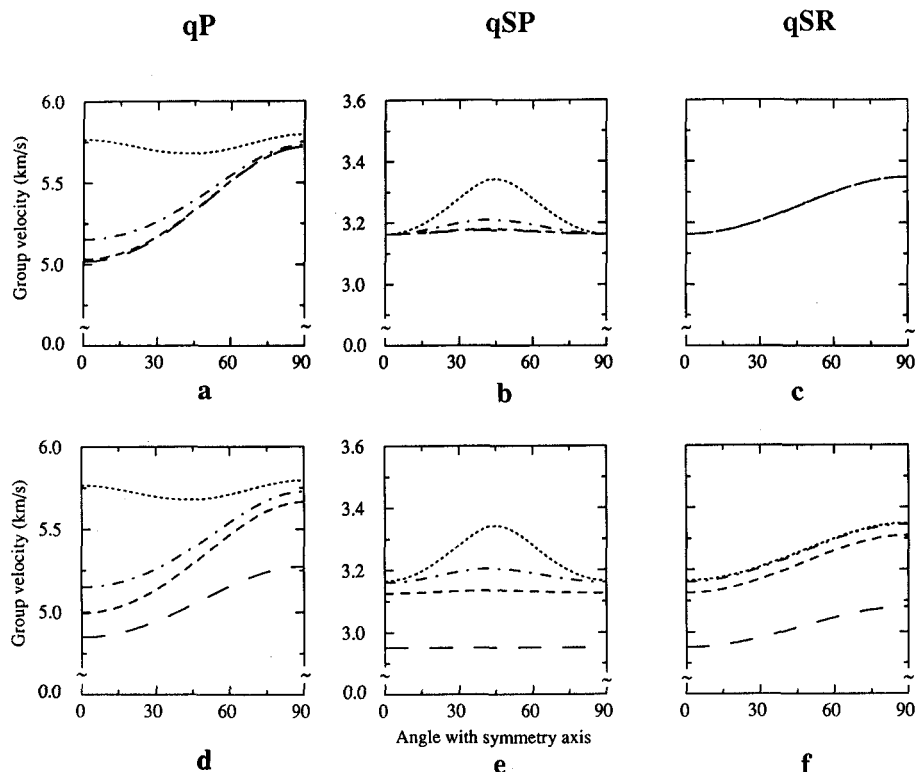 qP qSP qSR
6.0 3.6
5.5 3.4
5.0 3.2
3.0
0.0 ~ ~ 0.0 ~ ~ ~ ~
Group velocity (km/s)
0 30 60 90 0 30 60 90 0 30 60 90
a b c
6.0 3.6
5.5 3.4
5.0 3.2
3.0
0.0 ~ ~ 0.0 ~ ~ ~ ~
Group velocity (km/s)
0 30 60 90 0 30 60 90 0 30 60 90
Angle with symmetry axis
d e f